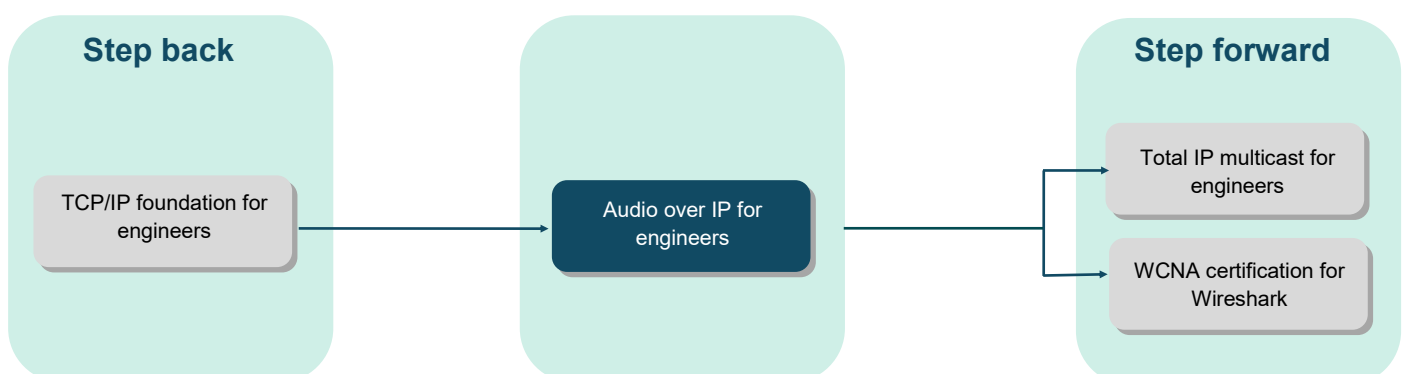 Step back
Step forward
TCP/IP foundation for
engineers
Audio over IP for
engineers
Total IP multicast for
engineers
WCNA certification for
Wireshark